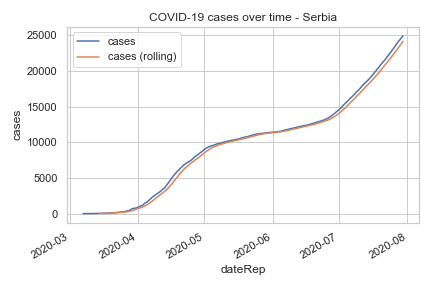 COVID-19 cases over time - Serbia
cases
cases (rolling)
25000
20000
15000
10000
5000
0
cases
2020-03
2020-04
2020-05
2020-06
2020-07
2020-08
dateRep